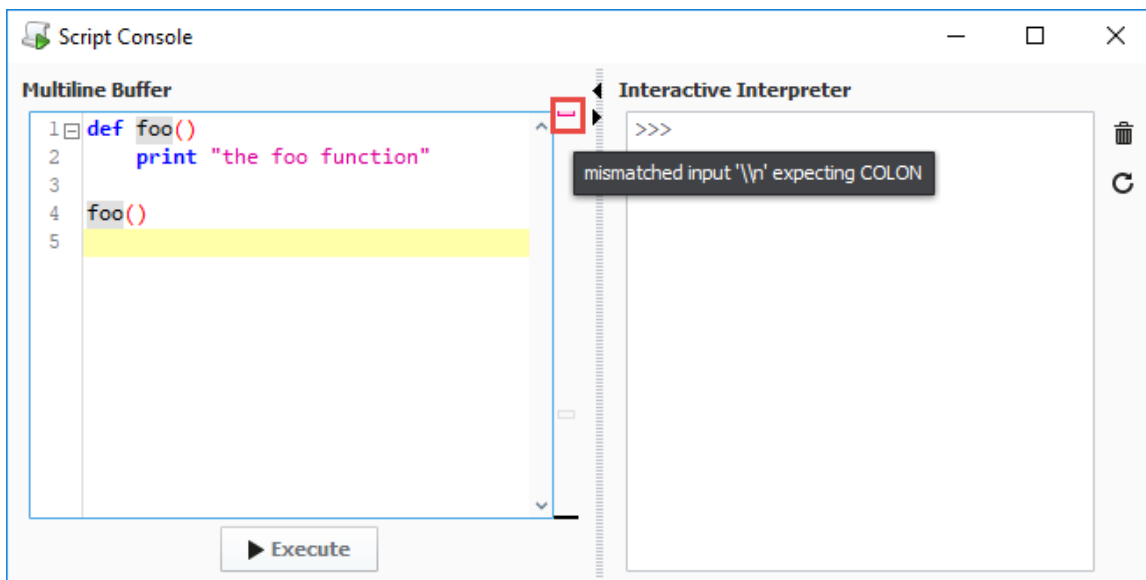 Script Console
Multiline Buffer
1 def foo()
2     print "the foo function"
3
4 foo()
5
Execute
Interactive Interpreter
>>>
mismatched input '\\n' expecting COLON